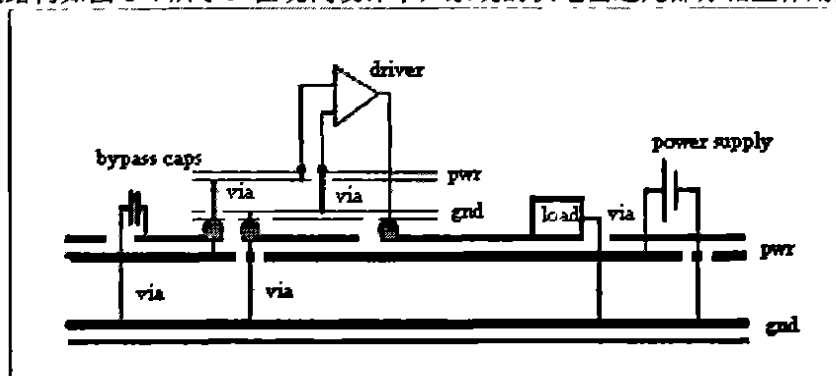 driver
power supply
bypass caps
pwr
via
via
gnd
load
via
pwr
via
via
gnd